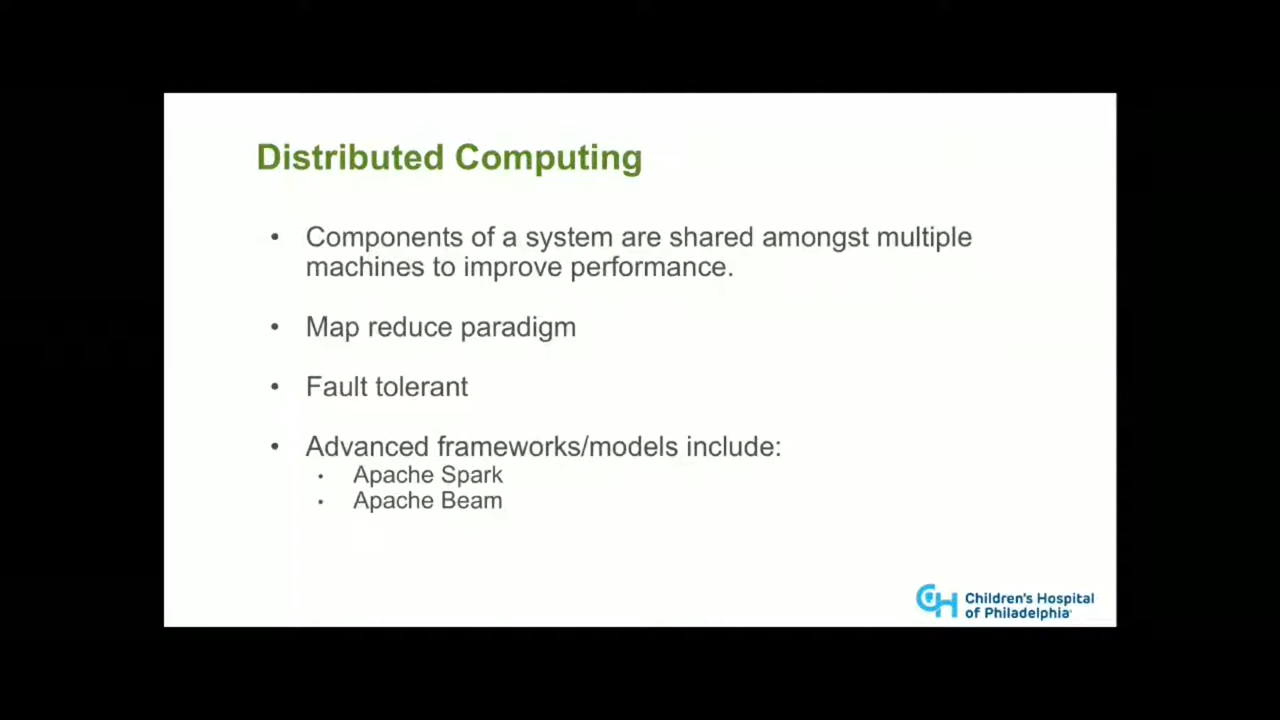 Distributed Computing
• Components of a system are shared amongst multiple
machines to improve performance.
• Map reduce paradigm
• Fault tolerant
• Advanced frameworks/models include:
• Apache Spark
• Apache Beam
CH Children's Hospital
of Philadelphia